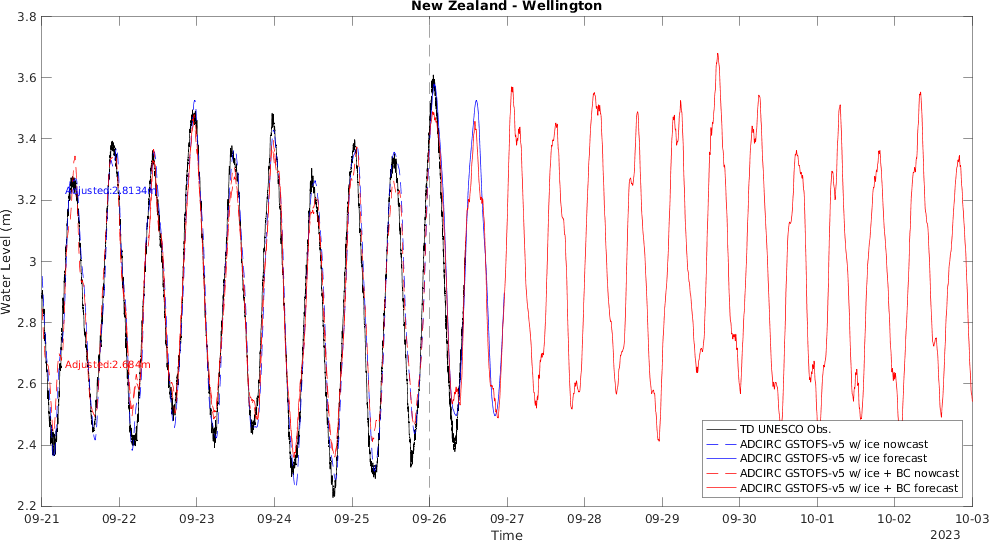 New Zealand - Wellington
3.8
3.6
3.4
3.2
3
2.8
2.6
2.4
2.2
Water Level (m)
Adjusted:2.8134m
Adjusted:2.684m
TD UNESCO Obs.
ADCIRC GSTOFS-v5 w/ ice nowcast
ADCIRC GSTOFS-v5 w/ ice forecast
ADCIRC GSTOFS-v5 w/ ice + BC nowcast
ADCIRC GSTOFS-v5 w/ ice + BC forecast
09-21 09-22 09-23 09-24 09-25 09-26 09-27 09-28 09-29 09-30 10-01 10-02 10-03
Time
2023